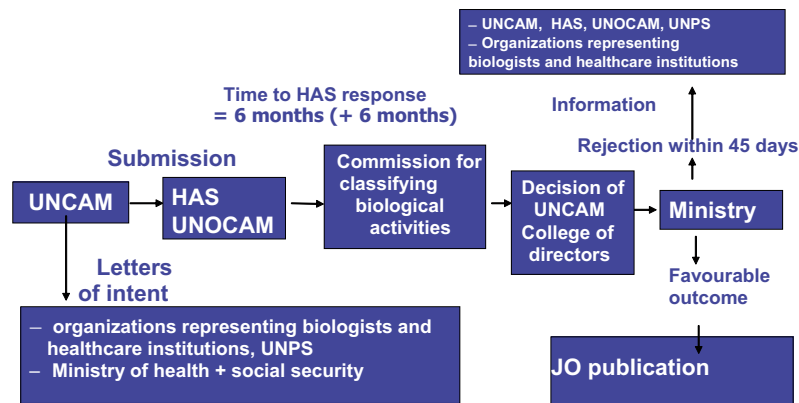 – UNCAM, HAS, UNOCAM, UNPS
– Organizations representing
biologists and healthcare institutions
Time to HAS response
= 6 months (+ 6 months)
Information
Submission
Rejection within 45 days
UNCAM
HAS
UNOCAM
Commission for
classifying
biological
activities
Decision of
UNCAM
College of
directors
Ministry
Letters
of intent
Favourable
outcome
– organizations representing biologists and
healthcare institutions, UNPS
– Ministry of health + social security
JO publication